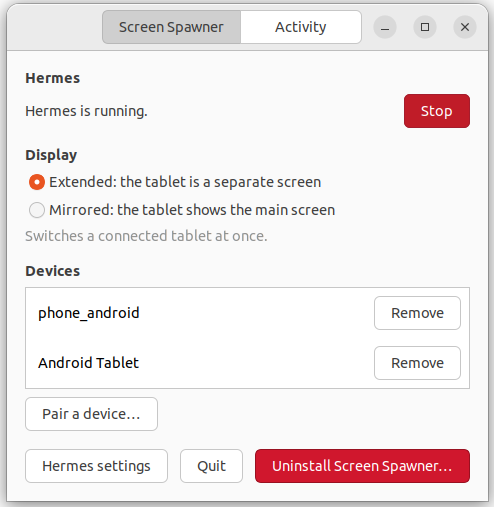 Screen Spawner
Activity
Hermes
Hermes is running.
Stop
Display
Extended: the tablet is a separate screen
Mirrored: the tablet shows the main screen
Switches a connected tablet at once.
Devices
phone_android
Remove
Android Tablet
Remove
Pair a device…
Hermes settings
Quit
Uninstall Screen Spawner…